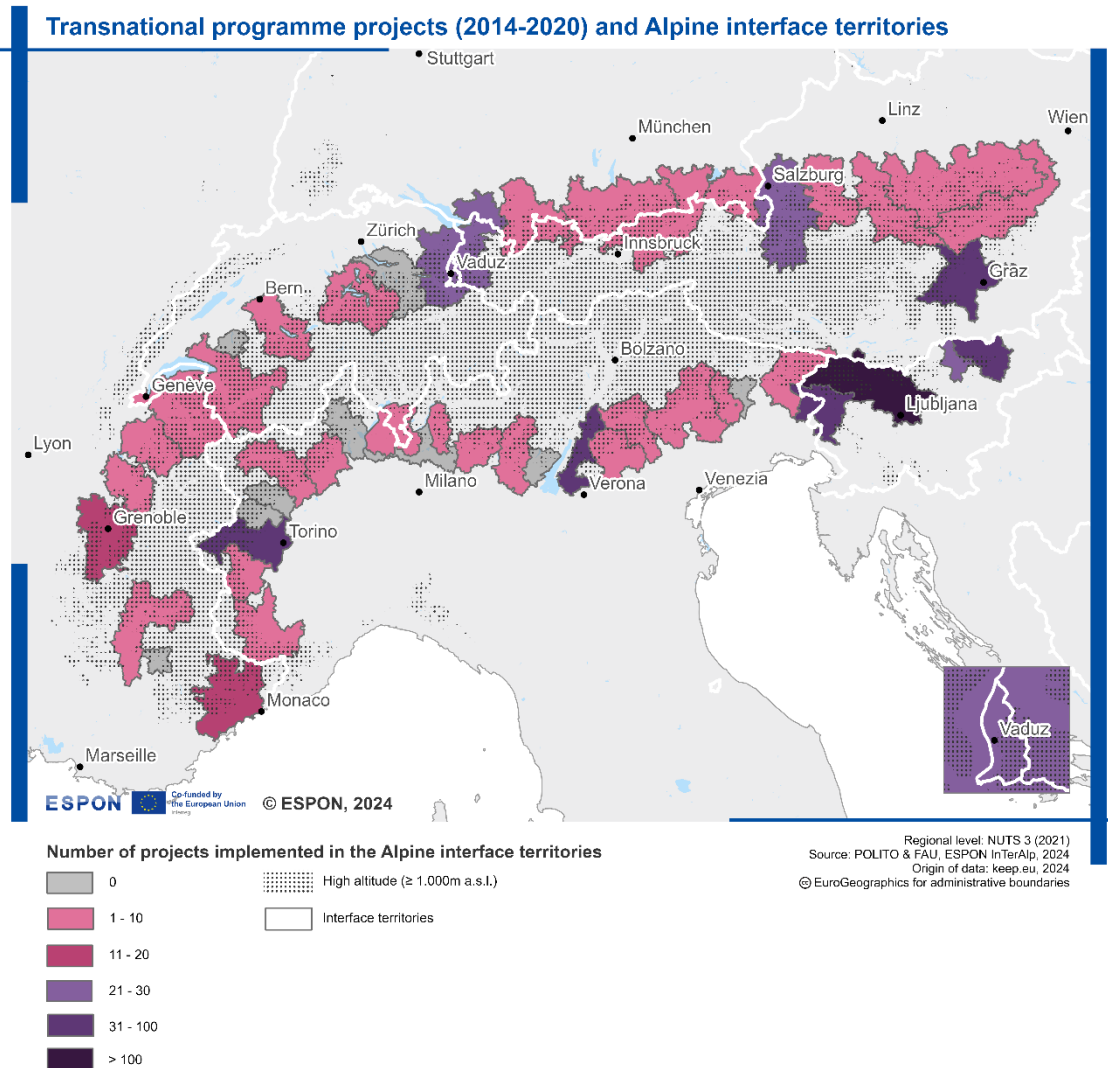 Transnational programme projects (2014-2020) and Alpine interface territories
Stuttgart
Linz
Wien
München
Salzburg
Zürich
Innsbruck
Vaduz
Graz
Bern
Bolzano
Genève
Ljubljana
Lyon
Milano
Verona
Venezia
Grenoble
Torino
Monaco
Vaduz
Marseille
ESPON
Co-funded by
the European Union
Interreg
© ESPON, 2024
Regional level: NUTS 3 (2021)
Source: POLITO & FAU, ESPON InTerAlp, 2024
Origin of data: keep.eu, 2024
cc EuroGeographics for administrative boundaries
Number of projects implemented in the Alpine interface territories
0
High altitude (≥ 1.000m a.s.l.)
1 - 10
Interface territories
11 - 20
21 - 30
31 - 100
> 100